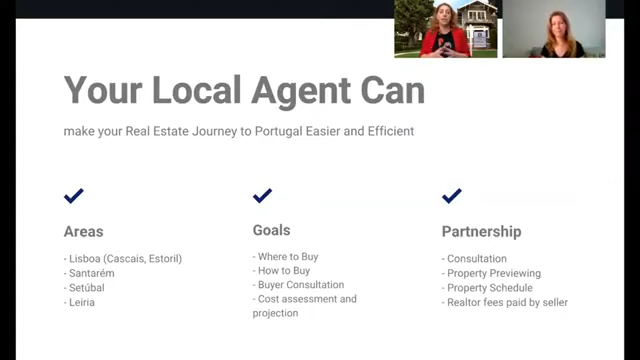 Your Local Agent Can
make your Real Estate Journey to Portugal Easier and Efficient
Areas
- Lisboa (Cascais, Estoril)
- Santarém
- Setúbal
- Leiria
Goals
- Where to Buy
- How to Buy
- Buyer Consultation
- Cost assessment and
projection
Partnership
- Consultation
- Property Previewing
- Property Schedule
- Realtor fees paid by seller